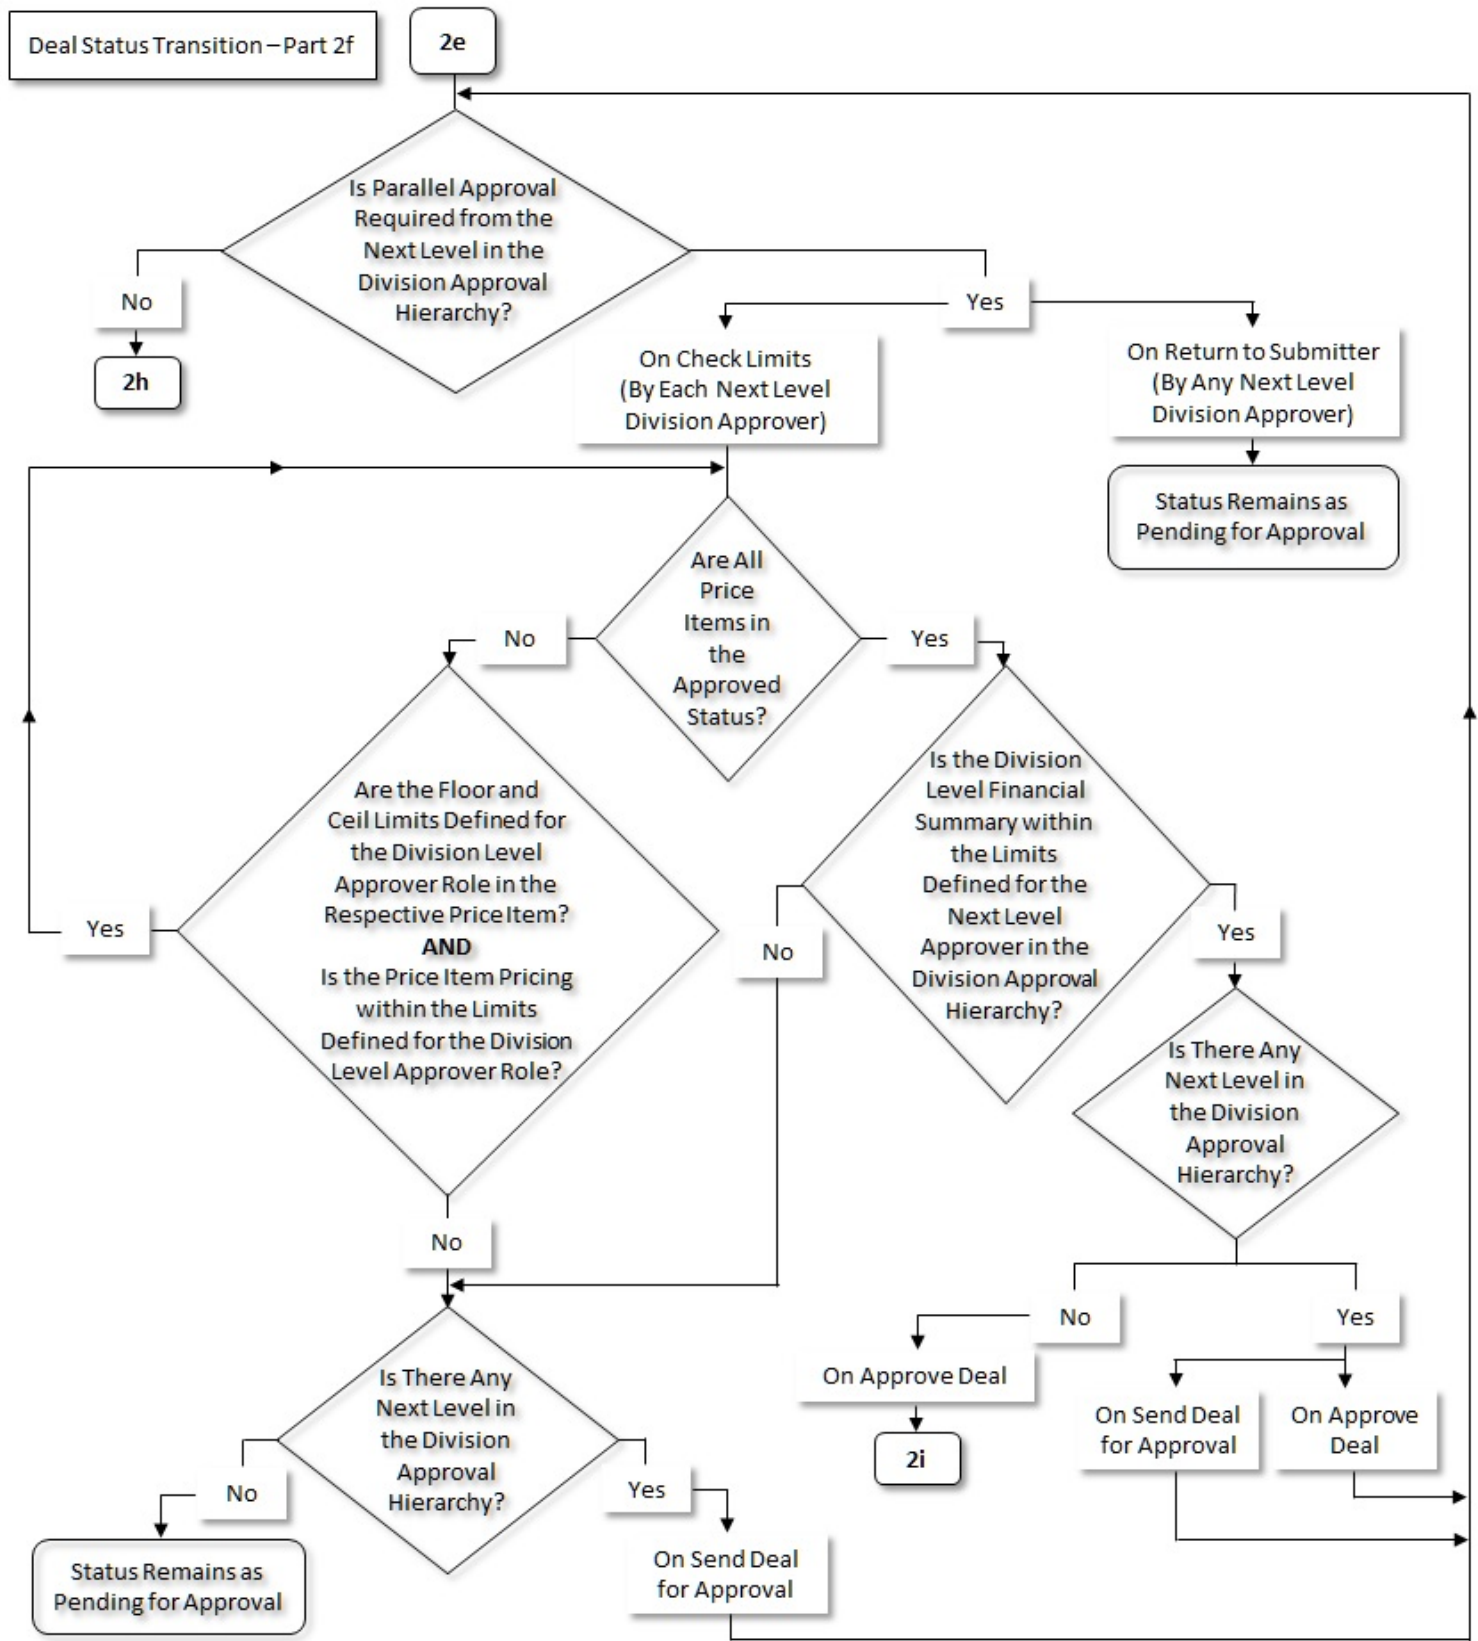 Deal Status Transition – Part 2f
2e
Is Parallel Approval
Required from the
Next Level in the
Division Approval
Hierarchy?
No
2h
Yes
On Check Limits
(By Each Next Level
Division Approver)
On Return to Submitter
(By Any Next Level
Division Approver)
Status Remains as
Pending for Approval
Are All
Price
Items in
the
Approved
Status?
No
Yes
Are the Floor and
Ceil Limits Defined for
the Division Level
Approver Role in the
Respective Price Item?
AND
Is the Price Item Pricing
within the Limits
Defined for the Division
Level Approver Role?
Yes
No
Is the Division
Level Financial
Summary within
the Limits
Defined for the
Next Level
Approver in the
Division Approval
Hierarchy?
No
Yes
Is There Any
Next Level in
the Division
Approval
Hierarchy?
No
Yes
On Approve Deal
2i
On Send Deal
for Approval
On Approve
Deal
Is There Any
Next Level in
the Division
Approval
Hierarchy?
No
Yes
Status Remains as
Pending for Approval
On Send Deal
for Approval